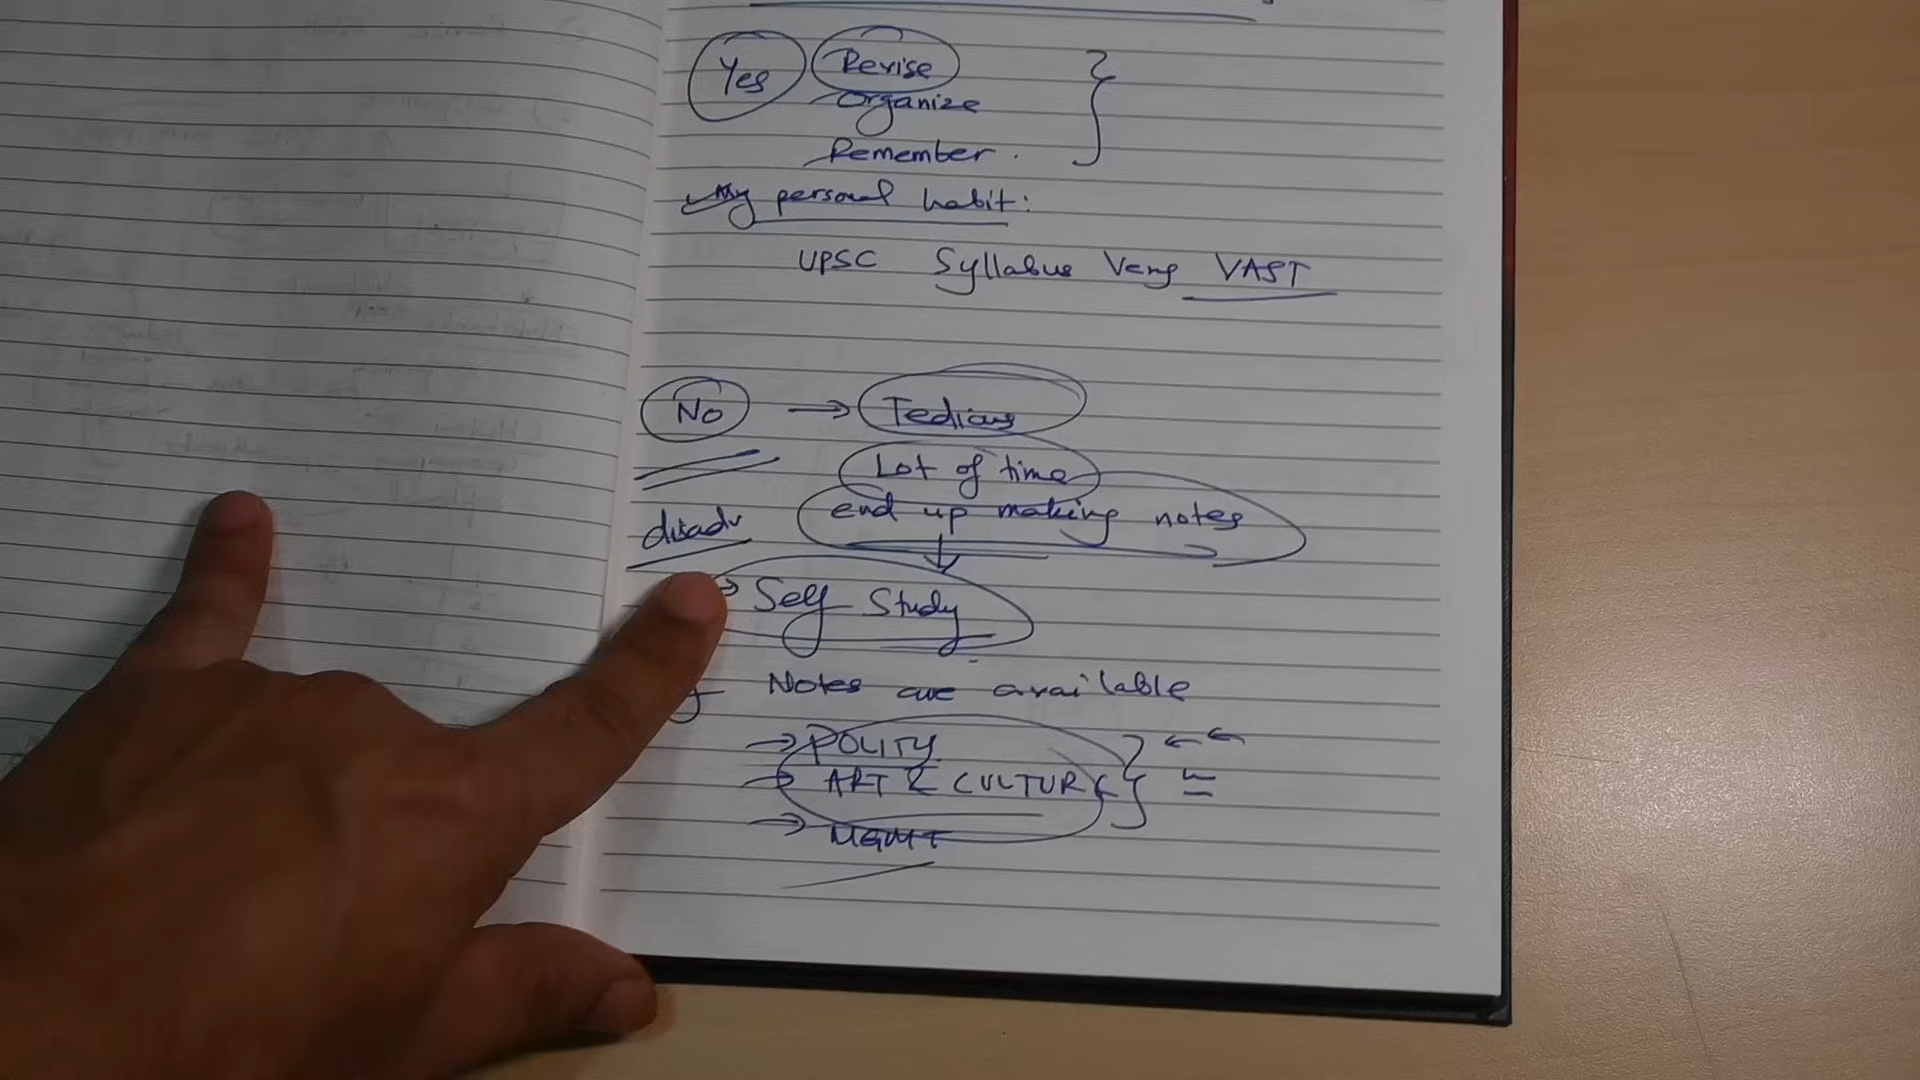 Yes Revise
Organize
Remember.
My personal habit:
UPSC Syllabus Very VAST
No → Tedious
Lot of time
end up making notes
disadv
→ Self Study
Notes are available
→ POLITY
→ ART & CULTURE
→ MGMT